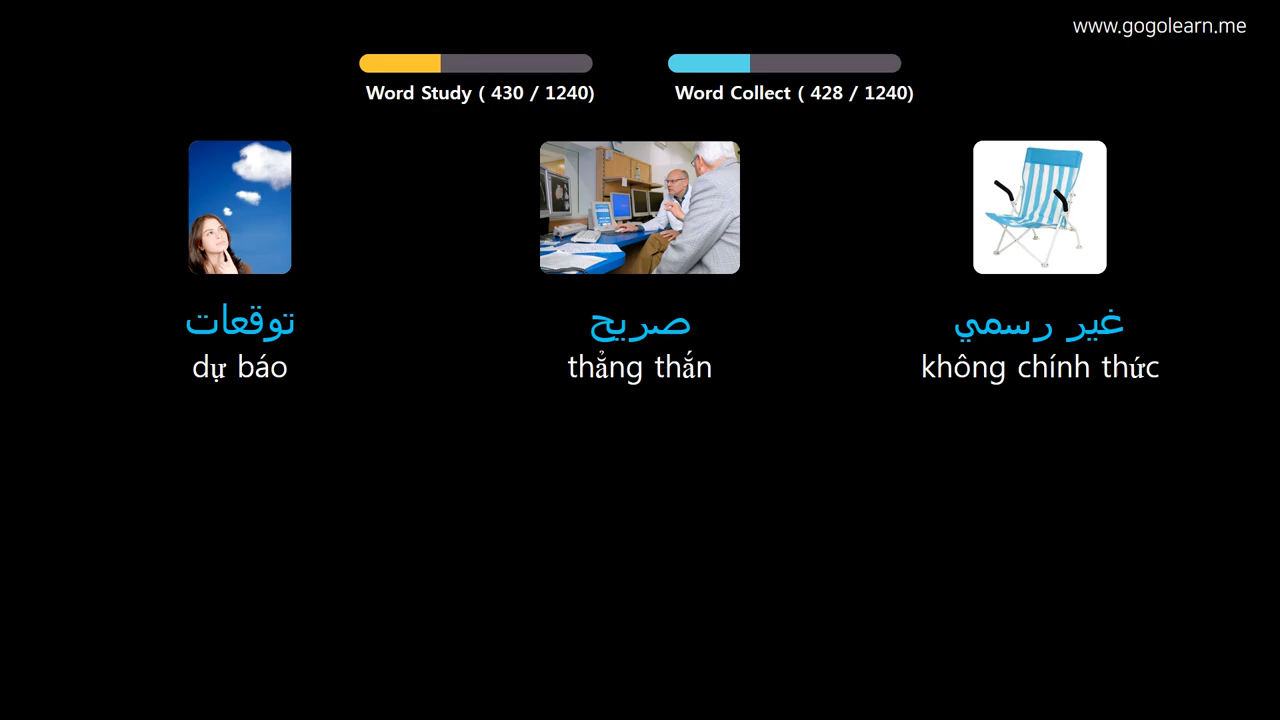 www.gogolearn.me
Word Study ( 430 / 1240)
Word Collect ( 428 / 1240)
توقعات
dự báo
صريح
thẳng thắn
غير رسمي
không chính thức